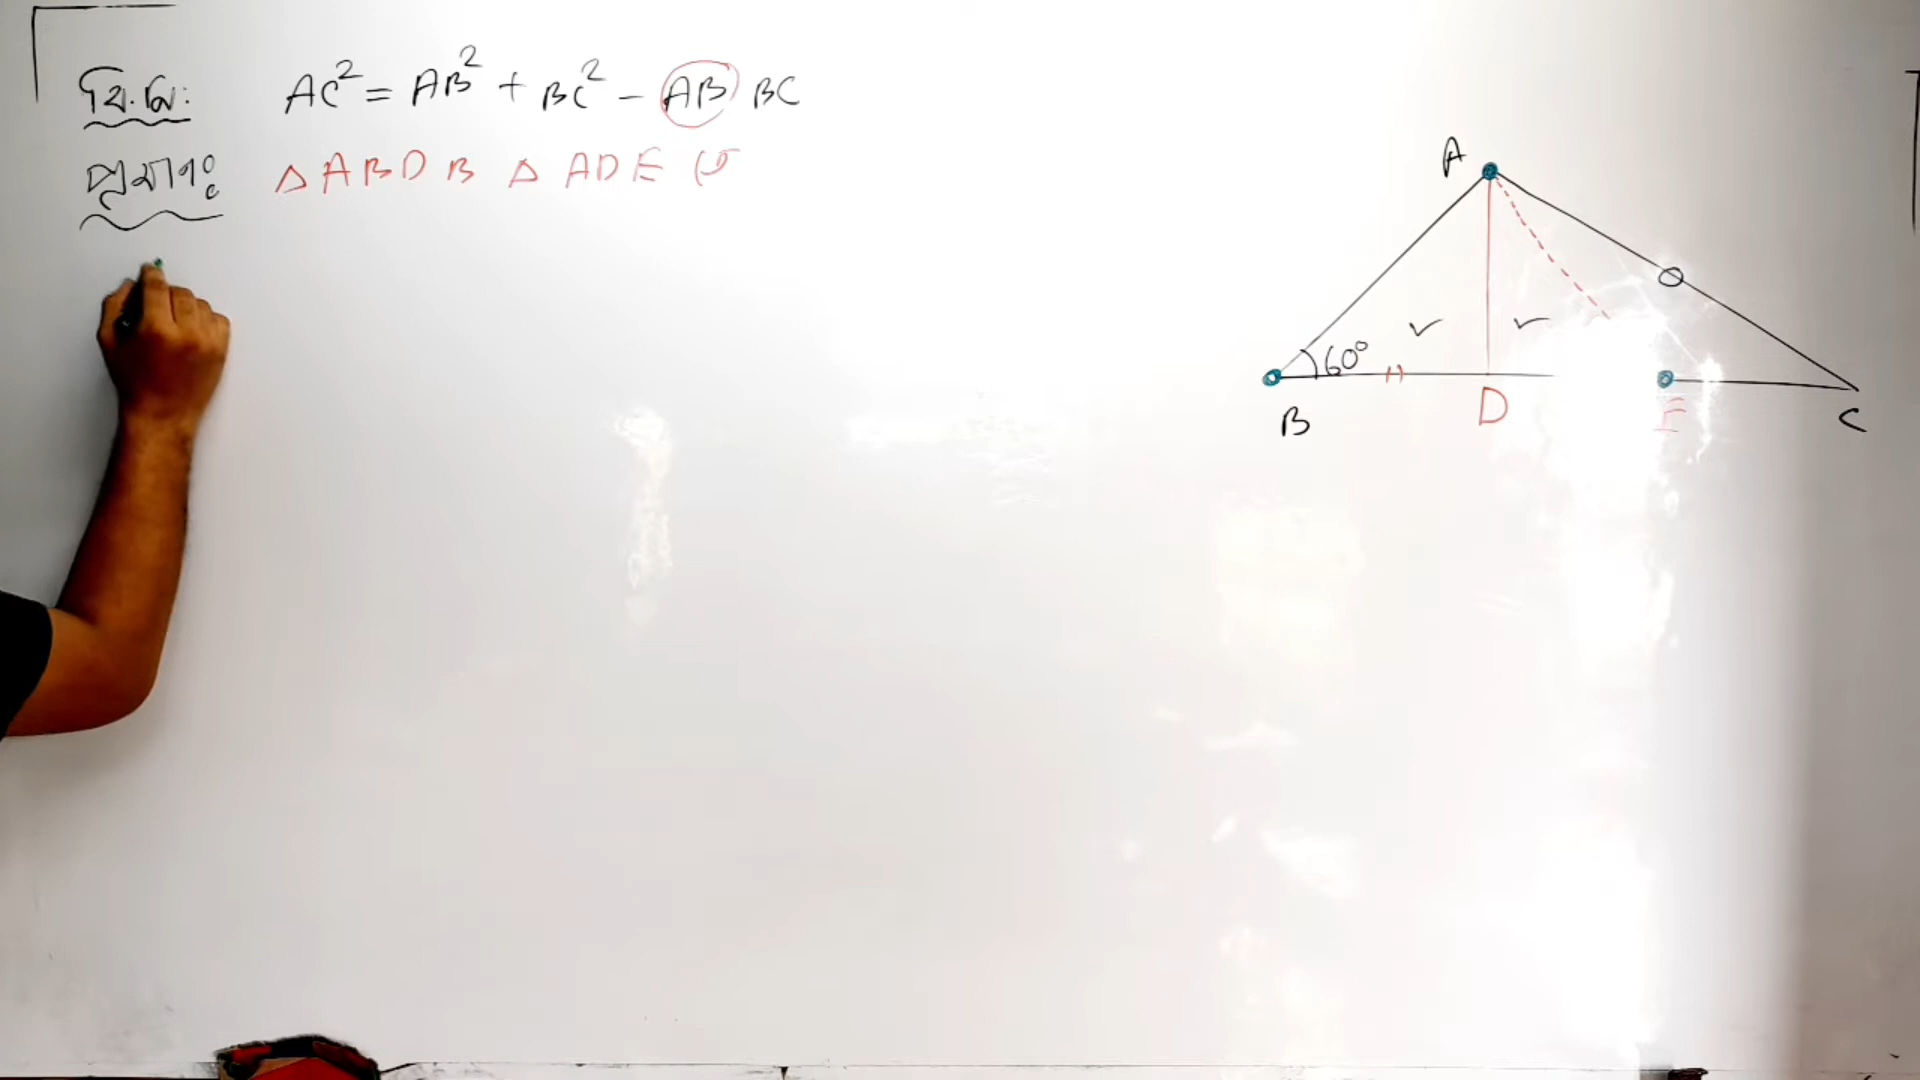 AC² = AB² + BC² - AB BC
প্রমাণঃ △ ABD △ ADE
A
60°
B D E C